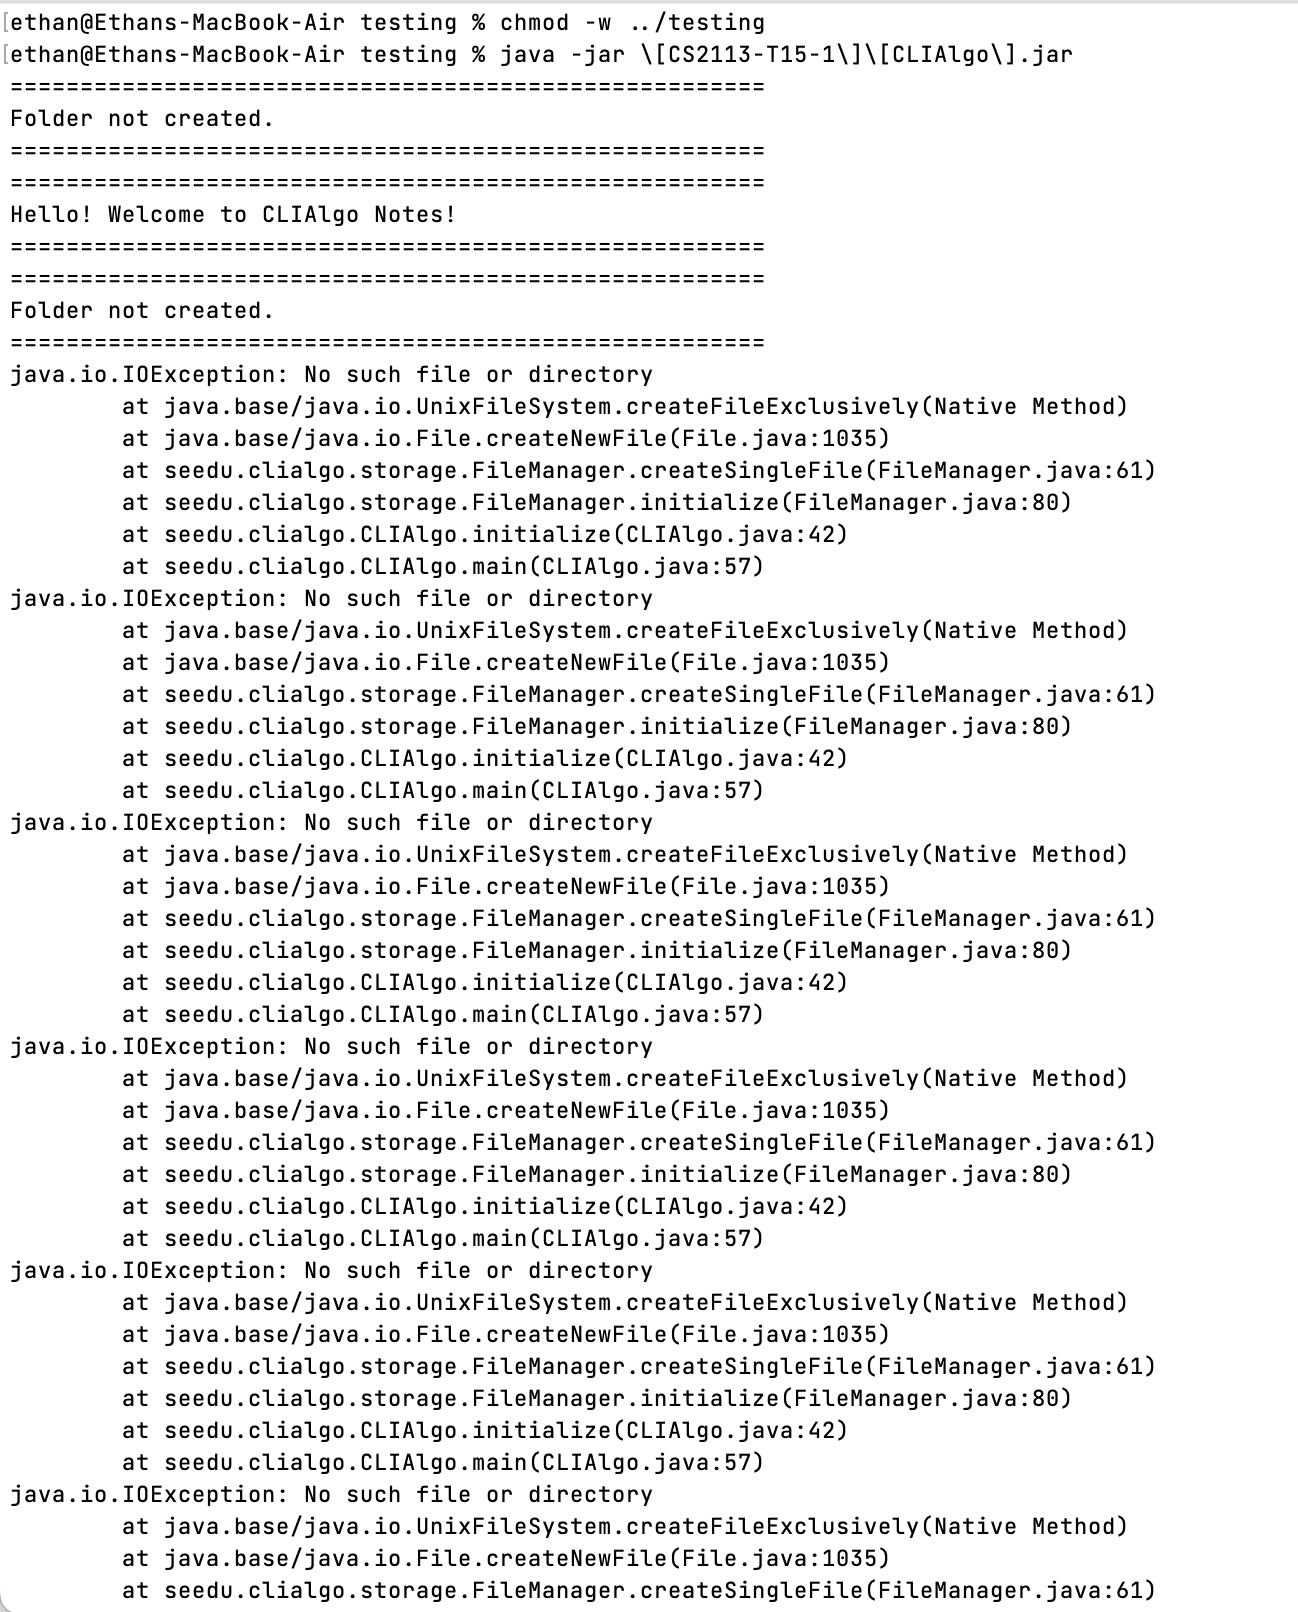 [ethan@Ethans-MacBook-Air testing % chmod -w ../testing
[ethan@Ethans-MacBook-Air testing % java -jar \[CS2113-T15-1\]\[CLIAlgo\].jar
======================================================
Folder not created.
======================================================
======================================================
Hello! Welcome to CLIAlgo Notes!
======================================================
======================================================
Folder not created.
======================================================
java.io.IOException: No such file or directory
        at java.base/java.io.UnixFileSystem.createFileExclusively(Native Method)
        at java.base/java.io.File.createNewFile(File.java:1035)
        at seedu.clialgo.storage.FileManager.createSingleFile(FileManager.java:61)
        at seedu.clialgo.storage.FileManager.initialize(FileManager.java:80)
        at seedu.clialgo.CLIAlgo.initialize(CLIAlgo.java:42)
        at seedu.clialgo.CLIAlgo.main(CLIAlgo.java:57)
java.io.IOException: No such file or directory
        at java.base/java.io.UnixFileSystem.createFileExclusively(Native Method)
        at java.base/java.io.File.createNewFile(File.java:1035)
        at seedu.clialgo.storage.FileManager.createSingleFile(FileManager.java:61)
        at seedu.clialgo.storage.FileManager.initialize(FileManager.java:80)
        at seedu.clialgo.CLIAlgo.initialize(CLIAlgo.java:42)
        at seedu.clialgo.CLIAlgo.main(CLIAlgo.java:57)
java.io.IOException: No such file or directory
        at java.base/java.io.UnixFileSystem.createFileExclusively(Native Method)
        at java.base/java.io.File.createNewFile(File.java:1035)
        at seedu.clialgo.storage.FileManager.createSingleFile(FileManager.java:61)
        at seedu.clialgo.storage.FileManager.initialize(FileManager.java:80)
        at seedu.clialgo.CLIAlgo.initialize(CLIAlgo.java:42)
        at seedu.clialgo.CLIAlgo.main(CLIAlgo.java:57)
java.io.IOException: No such file or directory
        at java.base/java.io.UnixFileSystem.createFileExclusively(Native Method)
        at java.base/java.io.File.createNewFile(File.java:1035)
        at seedu.clialgo.storage.FileManager.createSingleFile(FileManager.java:61)
        at seedu.clialgo.storage.FileManager.initialize(FileManager.java:80)
        at seedu.clialgo.CLIAlgo.initialize(CLIAlgo.java:42)
        at seedu.clialgo.CLIAlgo.main(CLIAlgo.java:57)
java.io.IOException: No such file or directory
        at java.base/java.io.UnixFileSystem.createFileExclusively(Native Method)
        at java.base/java.io.File.createNewFile(File.java:1035)
        at seedu.clialgo.storage.FileManager.createSingleFile(FileManager.java:61)
        at seedu.clialgo.storage.FileManager.initialize(FileManager.java:80)
        at seedu.clialgo.CLIAlgo.initialize(CLIAlgo.java:42)
        at seedu.clialgo.CLIAlgo.main(CLIAlgo.java:57)
java.io.IOException: No such file or directory
        at java.base/java.io.UnixFileSystem.createFileExclusively(Native Method)
        at java.base/java.io.File.createNewFile(File.java:1035)
        at seedu.clialgo.storage.FileManager.createSingleFile(FileManager.java:61)